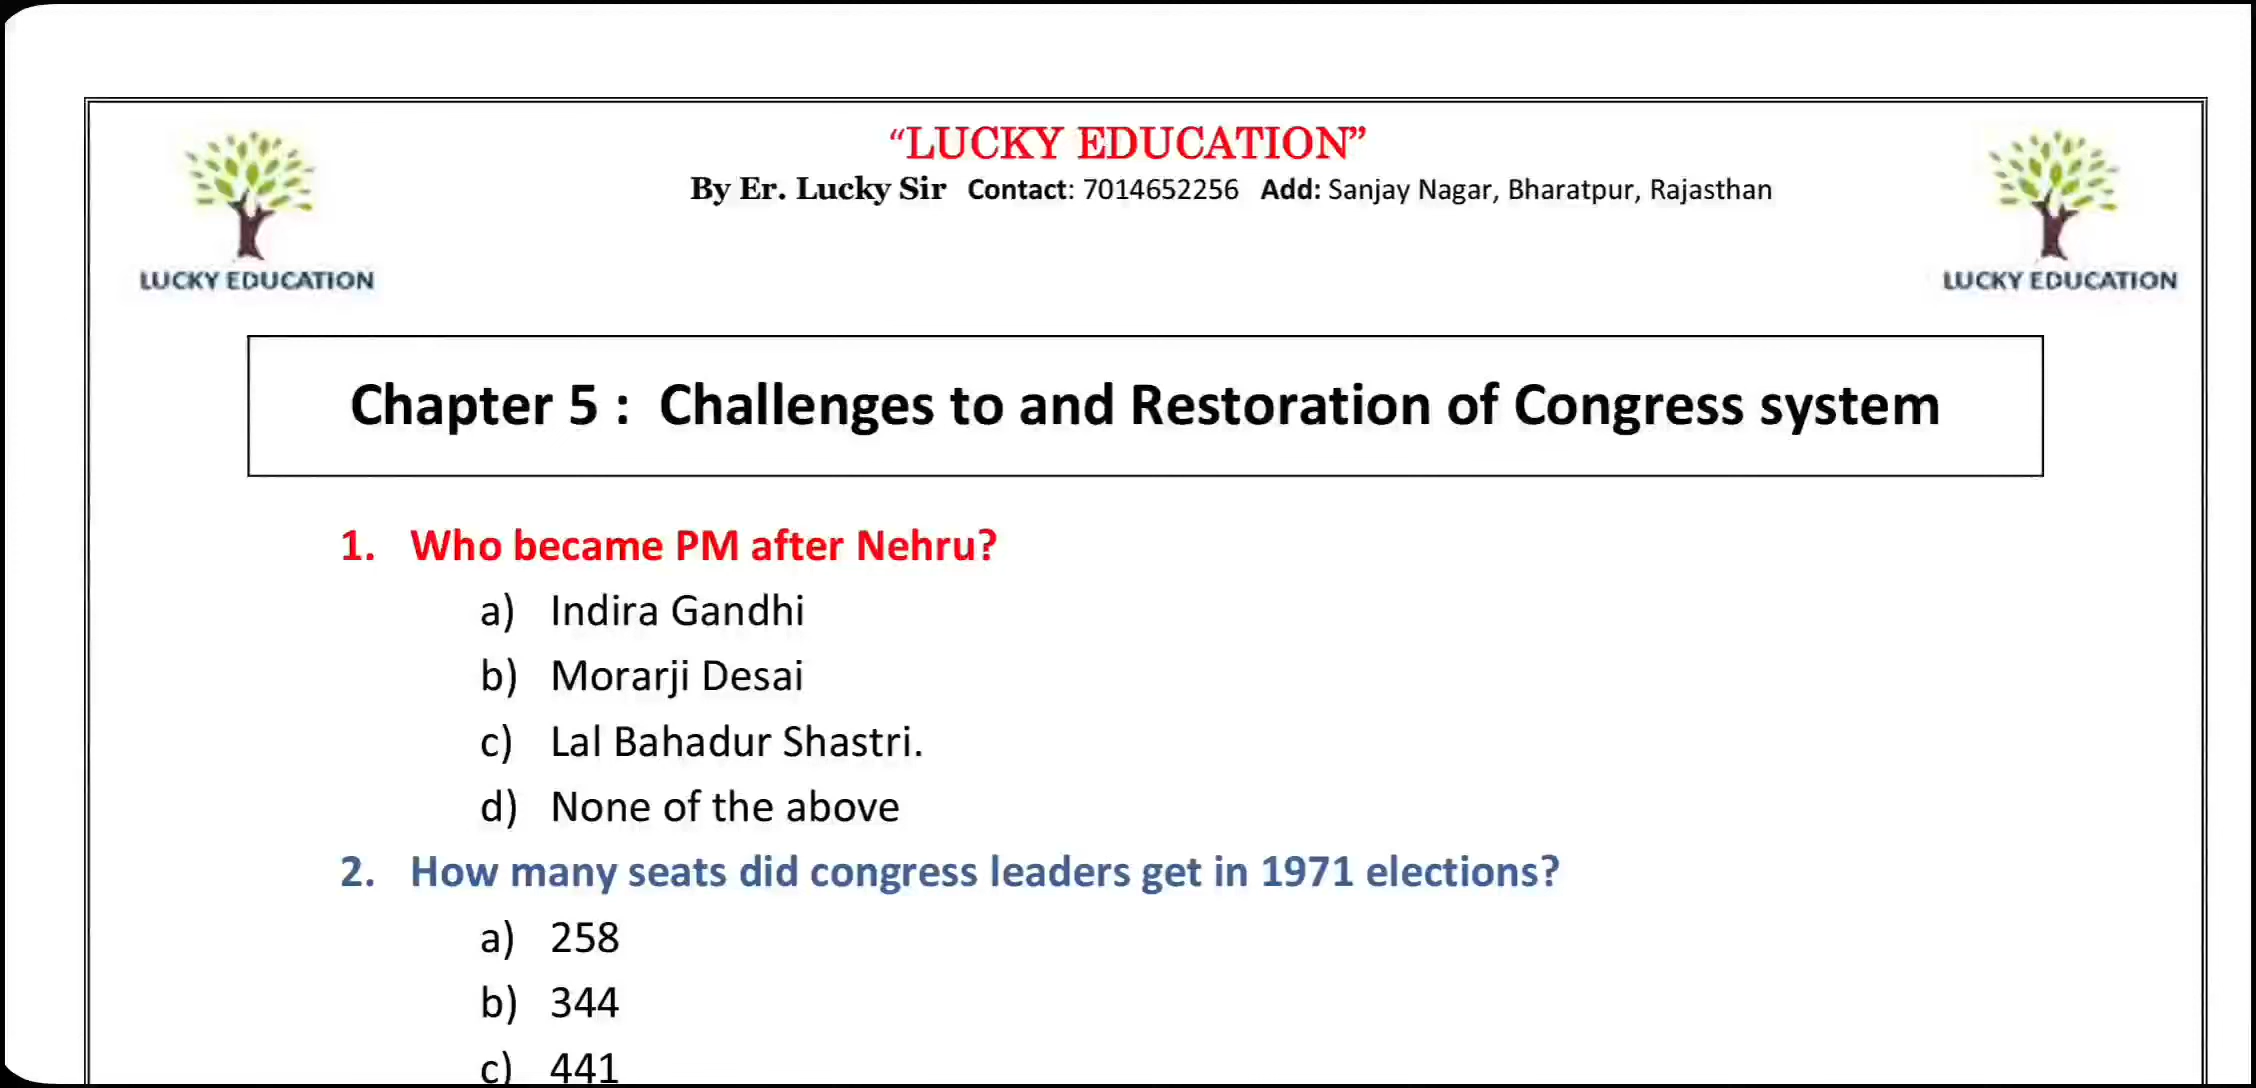 “LUCKY EDUCATION”
By Er. Lucky Sir Contact: 7014652256 Add: Sanjay Nagar, Bharatpur, Rajasthan
LUCKY EDUCATION
LUCKY EDUCATION
Chapter 5 : Challenges to and Restoration of Congress system
1. Who became PM after Nehru?
a) Indira Gandhi
b) Morarji Desai
c) Lal Bahadur Shastri.
d) None of the above
2. How many seats did congress leaders get in 1971 elections?
a) 258
b) 344
c) 441